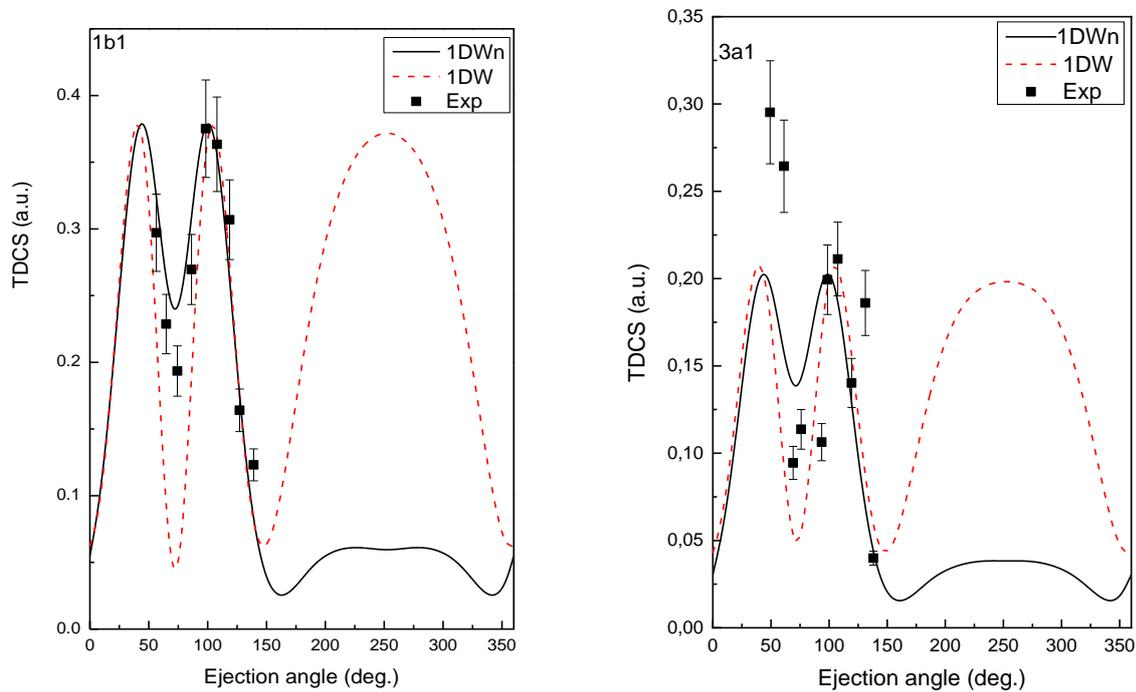 1b1
1DWn
1DW
Exp
TDCS (a.u.)
0.4
0.3
0.2
0.1
0.0
0 50 100 150 200 250 300 350
Ejection angle (deg.)
3a1
1DWn
1DW
Exp
TDCS (a.u.)
0,35
0,30
0,25
0,20
0,15
0,10
0,05
0,00
0 50 100 150 200 250 300 350
Ejection angle (deg.)